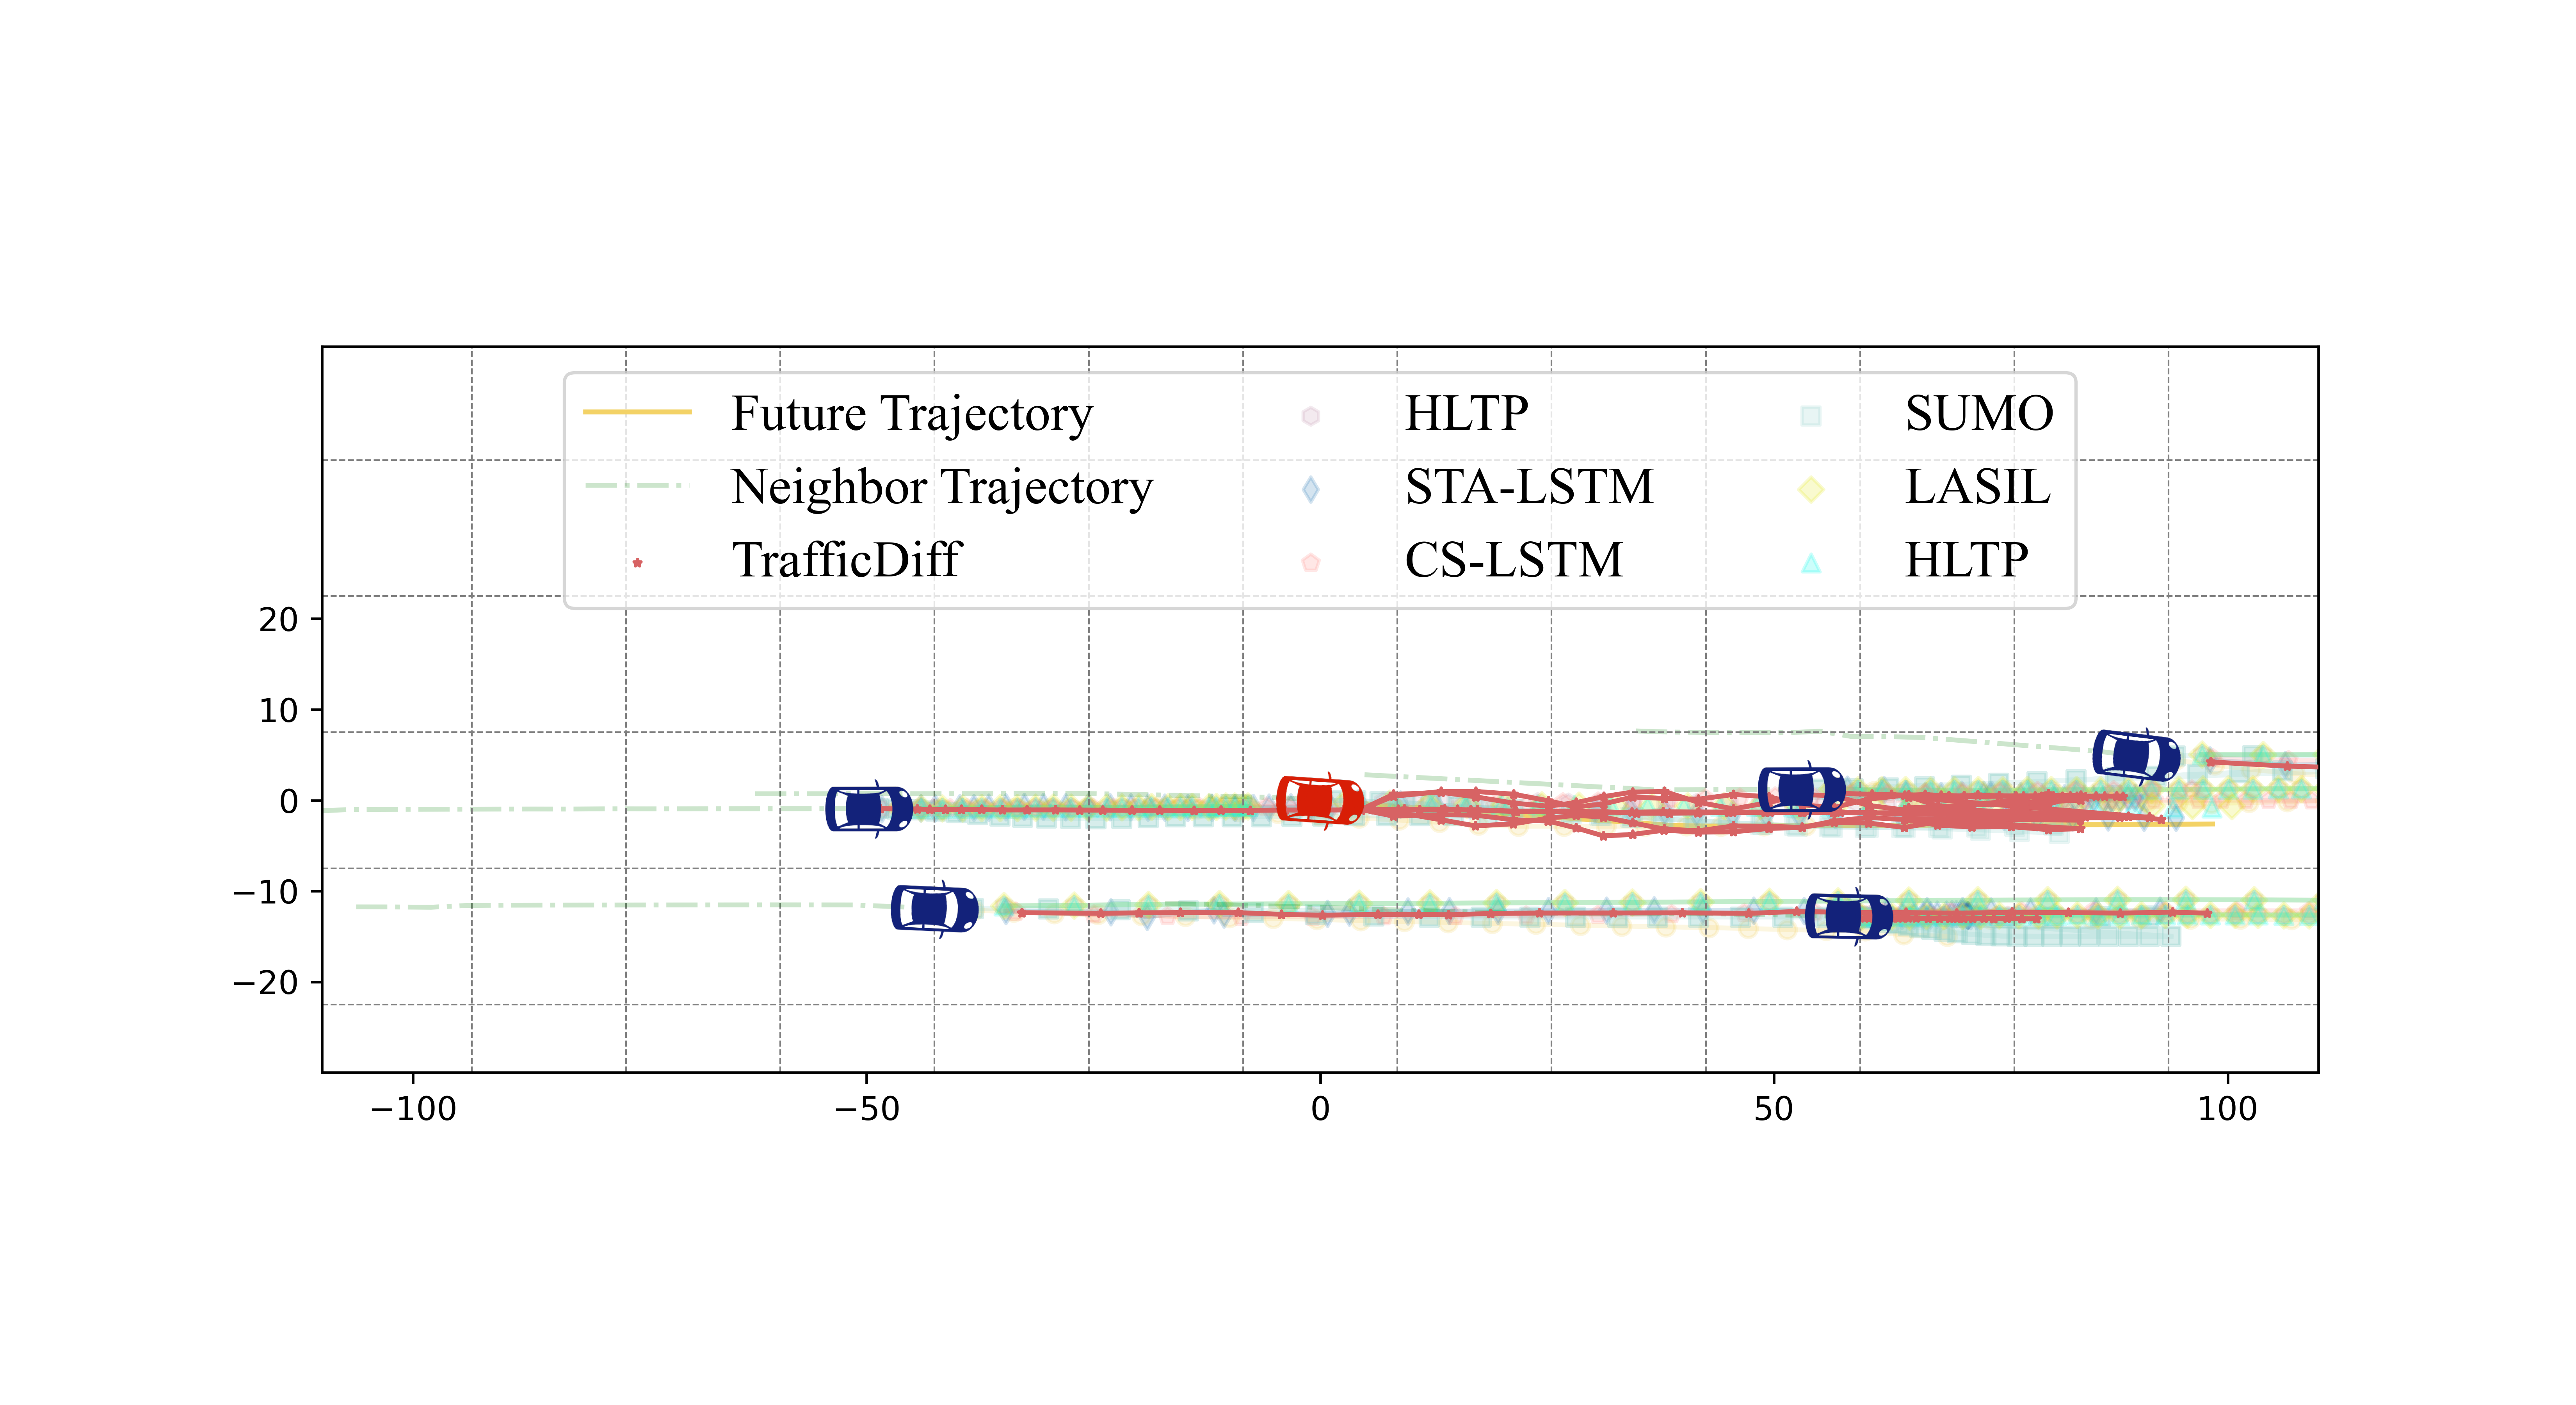 Future Trajectory
Neighbor Trajectory
TrafficDiff
HLTP
STA-LSTM
CS-LSTM
SUMO
LASIL
HLTP
20
10
0
−10
−20
−100
−50
0
50
100